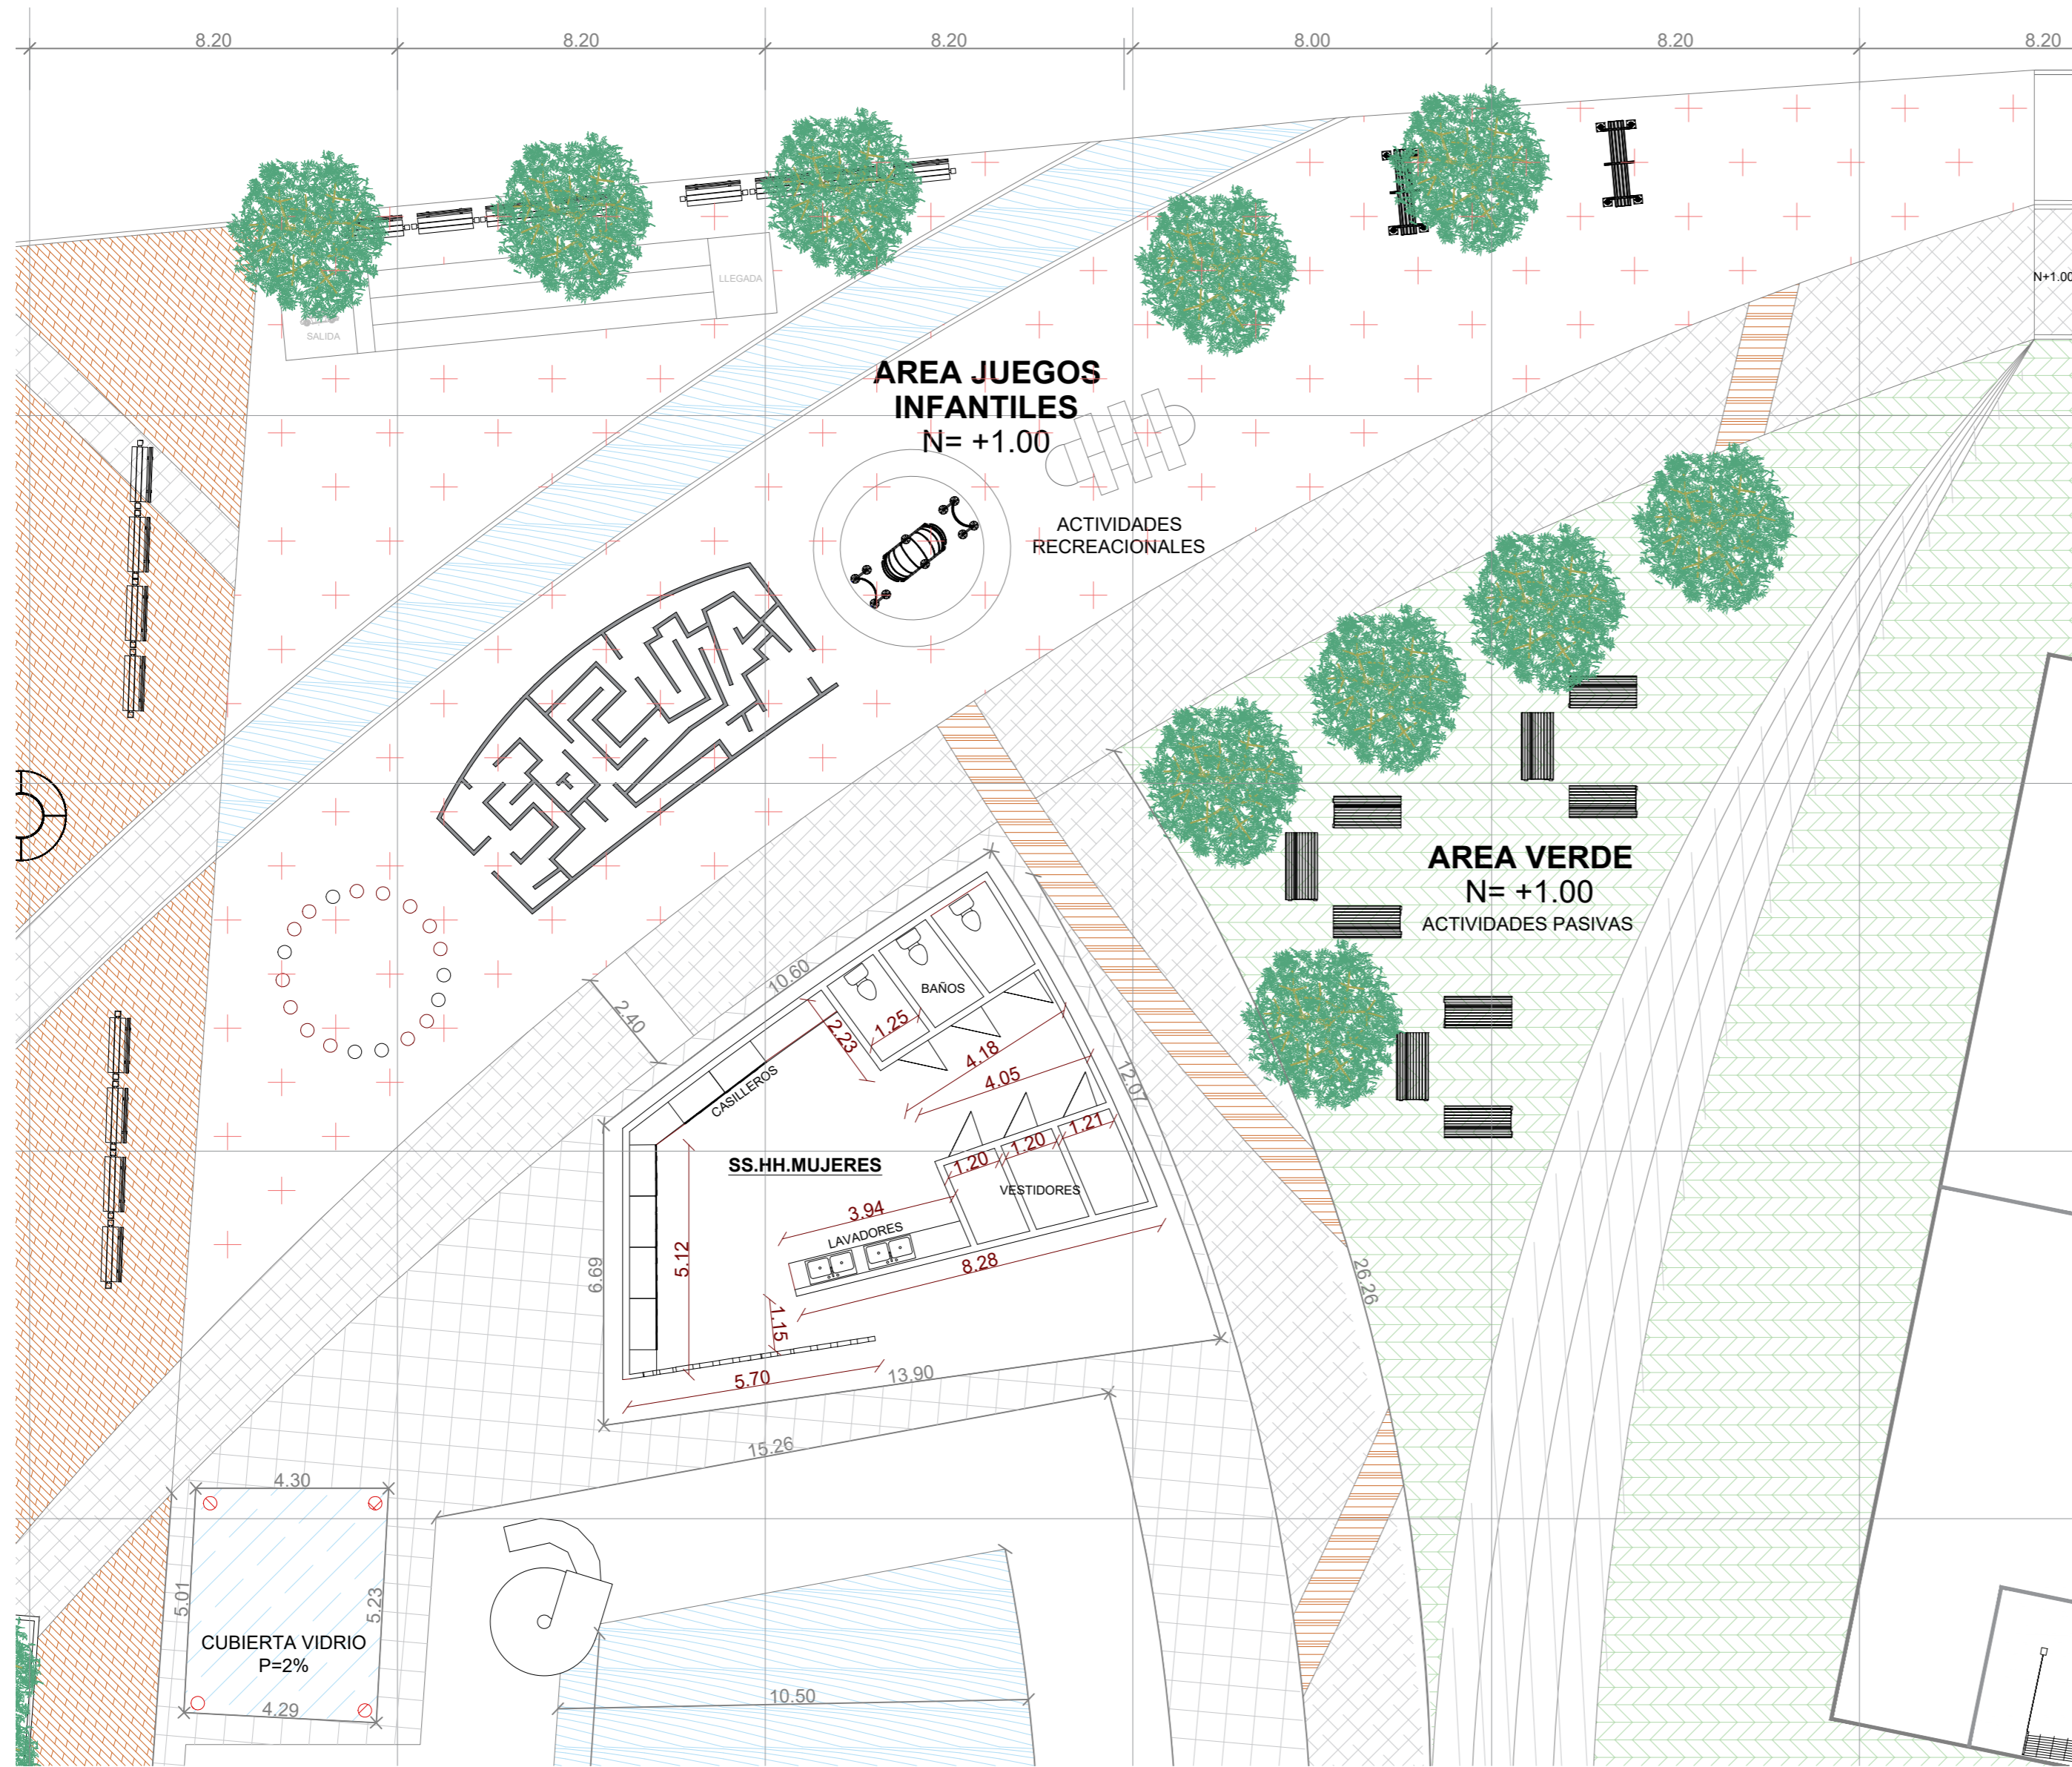 8.20
8.20
8.20
8.00
8.20
8.20
LLEGADA
SALIDA
N+1.00
AREA JUEGOS
INFANTILES
N= +1.00
ACTIVIDADES
RECREACIONALES
AREA VERDE
N= +1.00
ACTIVIDADES PASIVAS
10.60
2.40
BAÑOS
1.25
2.23
4.18
4.05
12.07
CASILLEROS
SS.HH.MUJERES
1.20
1.20
1.21
VESTIDORES
3.94
LAVADORES
5.12
6.69
8.28
1.15
26.26
5.70
13.90
15.26
4.30
5.01
5.23
CUBIERTA VIDRIO
P=2%
4.29
10.50